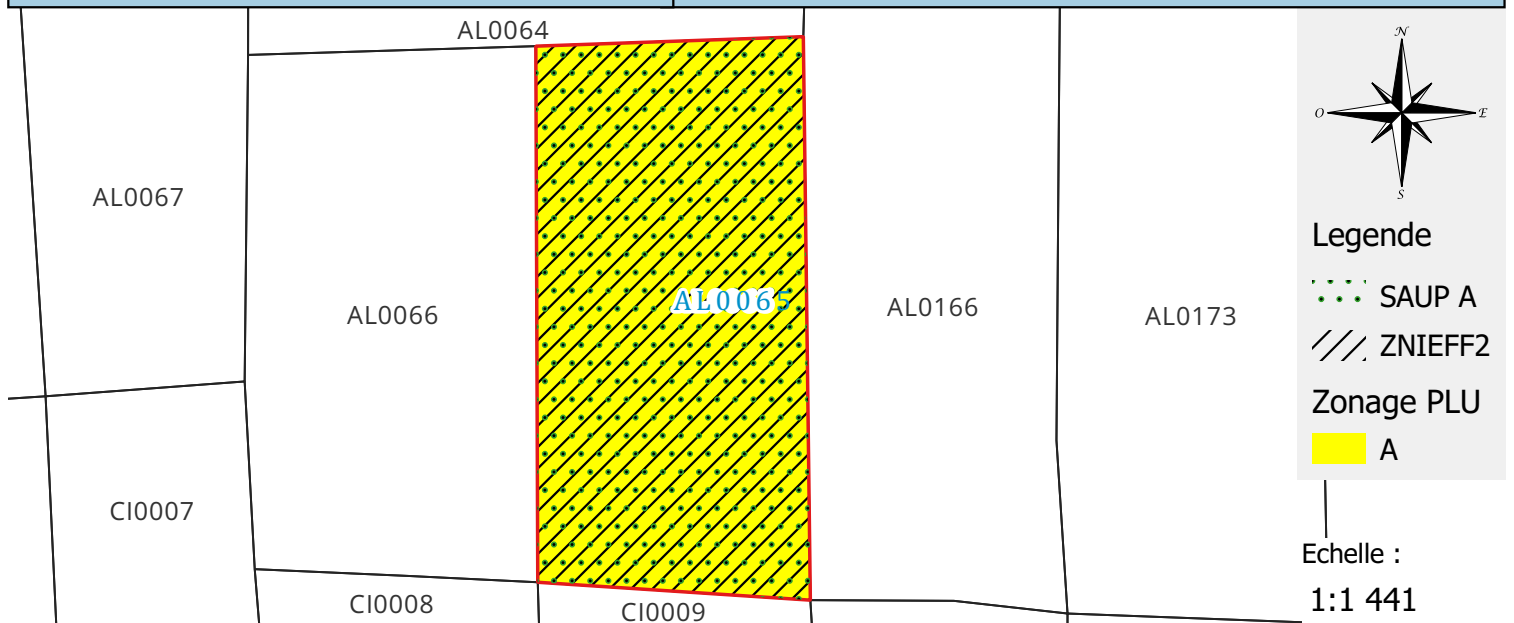 AL0064
AL0067
AL0066
AL0065
AL0166
AL0173
CI0007
CI0008
CI0009
N
O
E
S
Legende
SAUP A
ZNIEFF2
Zonage PLU
A
Echelle :
1:1 441